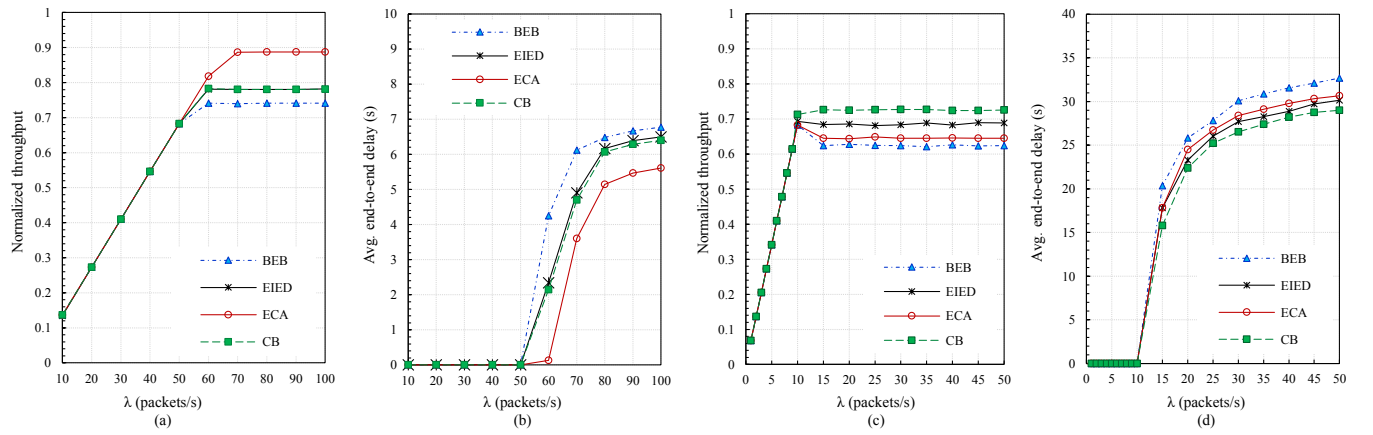 Normalized throughput
1
0.9
0.8
0.7
0.6
0.5
0.4
0.3
0.2
0.1
0
BEB
EIED
ECA
CB
10 20 30 40 50 60 70 80 90 100
λ (packets/s)
(a)
Avg. end-to-end delay (s)
10
9
8
7
6
5
4
3
2
1
0
BEB
EIED
ECA
CB
10 20 30 40 50 60 70 80 90 100
λ (packets/s)
(b)
Normalized throughput
1
0.9
0.8
0.7
0.6
0.5
0.4
0.3
0.2
0.1
0
BEB
EIED
ECA
CB
0 5 10 15 20 25 30 35 40 45 50
λ (packets/s)
(c)
Avg. end-to-end delay (s)
40
35
30
25
20
15
10
5
0
BEB
EIED
ECA
CB
0 5 10 15 20 25 30 35 40 45 50
λ (packets/s)
(d)